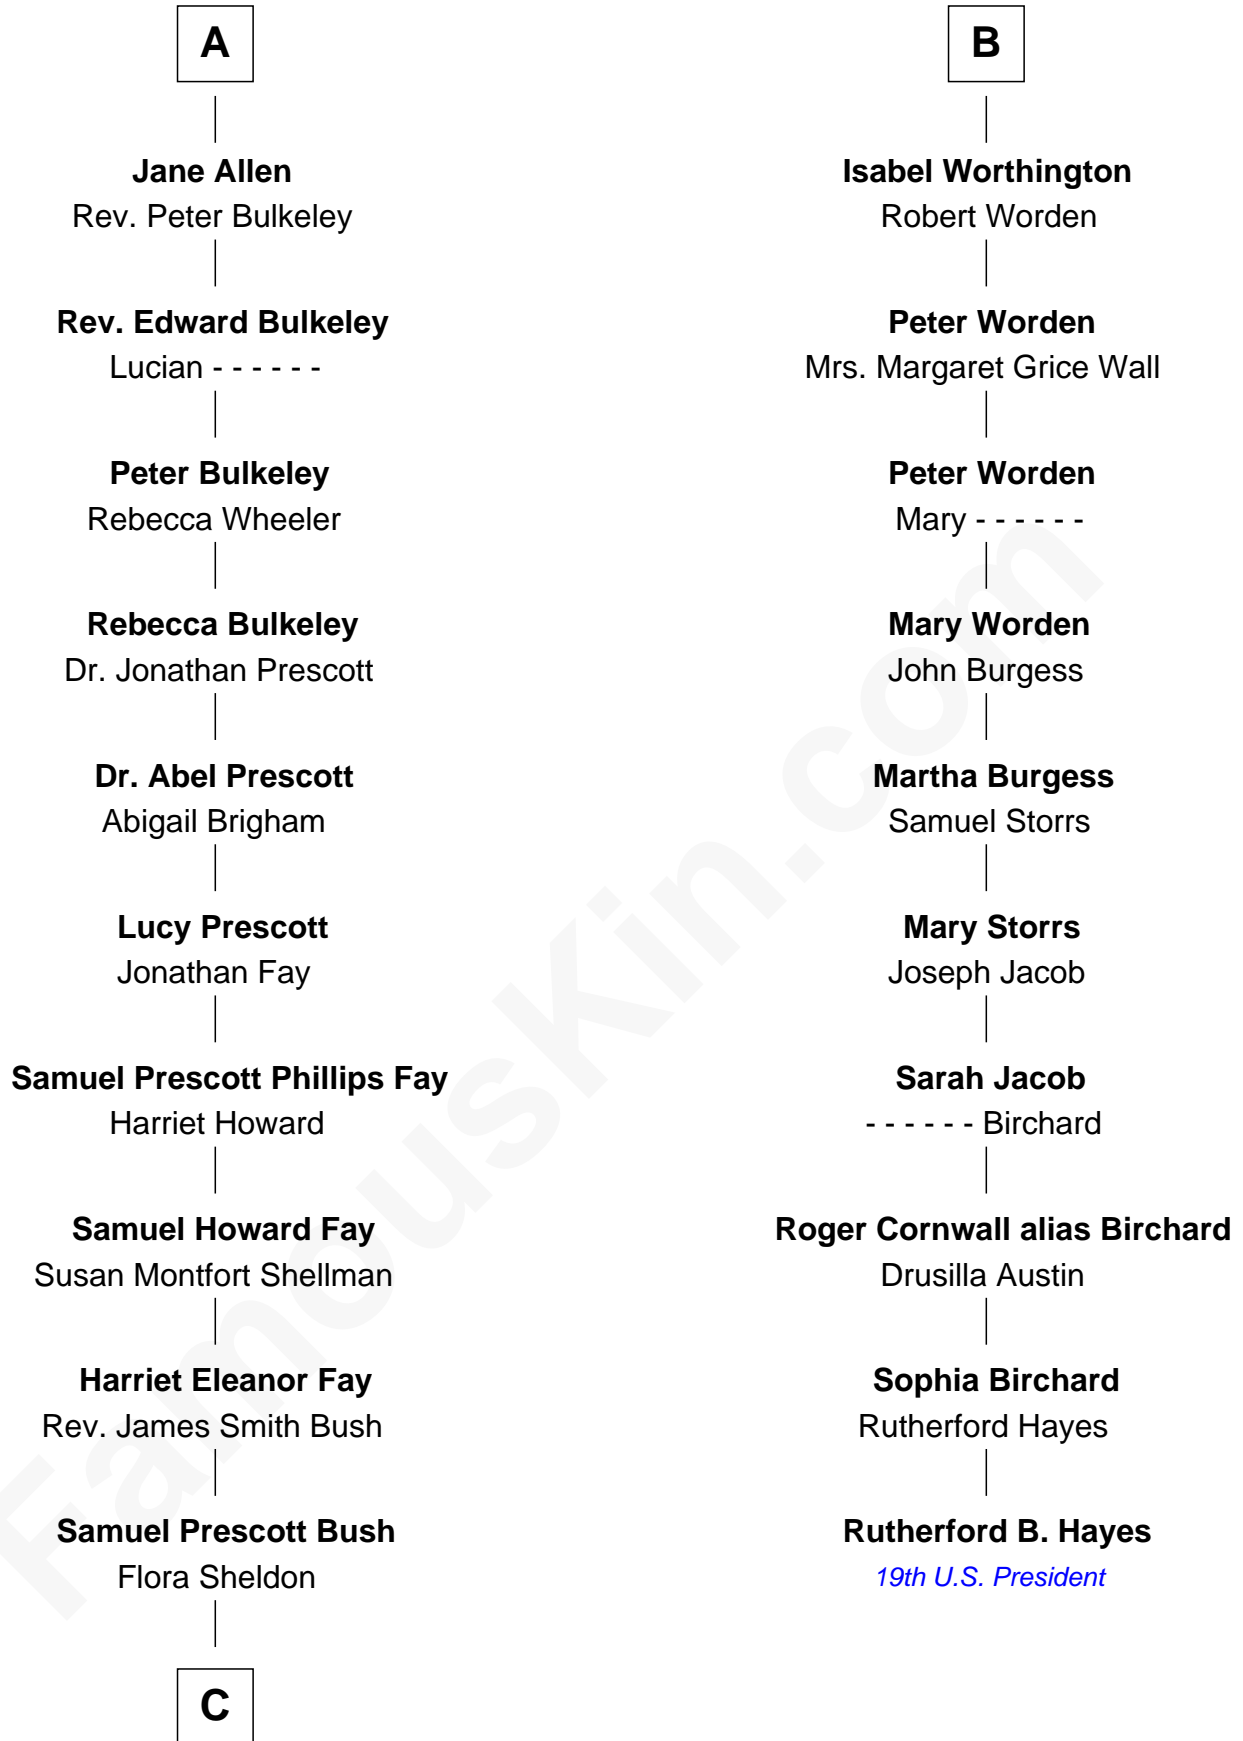 A
Jane Allen
Rev. Peter Bulkeley
Rev. Edward Bulkeley
Lucian - - - - - -
Peter Bulkeley
Rebecca Wheeler
Rebecca Bulkeley
Dr. Jonathan Prescott
Dr. Abel Prescott
Abigail Brigham
Lucy Prescott
Jonathan Fay
Samuel Prescott Phillips Fay
Harriet Howard
Samuel Howard Fay
Susan Montfort Shellman
Harriet Eleanor Fay
Rev. James Smith Bush
Samuel Prescott Bush
Flora Sheldon
C
B
Isabel Worthington
Robert Worden
Peter Worden
Mrs. Margaret Grice Wall
Peter Worden
Mary - - - - - -
Mary Worden
John Burgess
Martha Burgess
Samuel Storrs
Mary Storrs
Joseph Jacob
Sarah Jacob
- - - - - - Birchard
Roger Cornwall alias Birchard
Drusilla Austin
Sophia Birchard
Rutherford Hayes
Rutherford B. Hayes
19th U.S. President
FamousKin.com